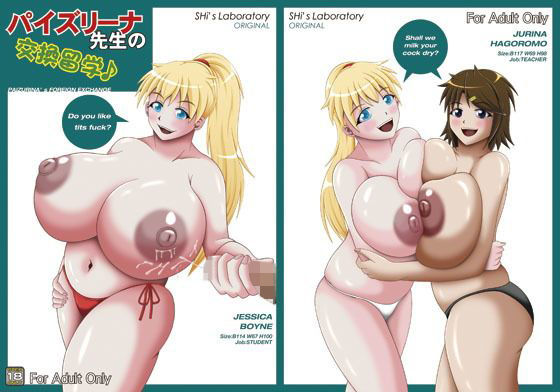 パイズリーナ
先生の
交換留学♪
PAIZURINA' s FOREIGN EXCHANGE
SHi' s Laboratory
ORIGINAL
Do you like
tits fuck?
JESSICA
BOYNE
Size:B114 W67 H100
Job:STUDENT
18
For Adult Only
SHi' s Laboratory
ORIGINAL
For Adult Only
Shall we
milk your
cock dry?
JURINA
HAGOROMO
Size:B117 W69 H98
Job:TEACHER